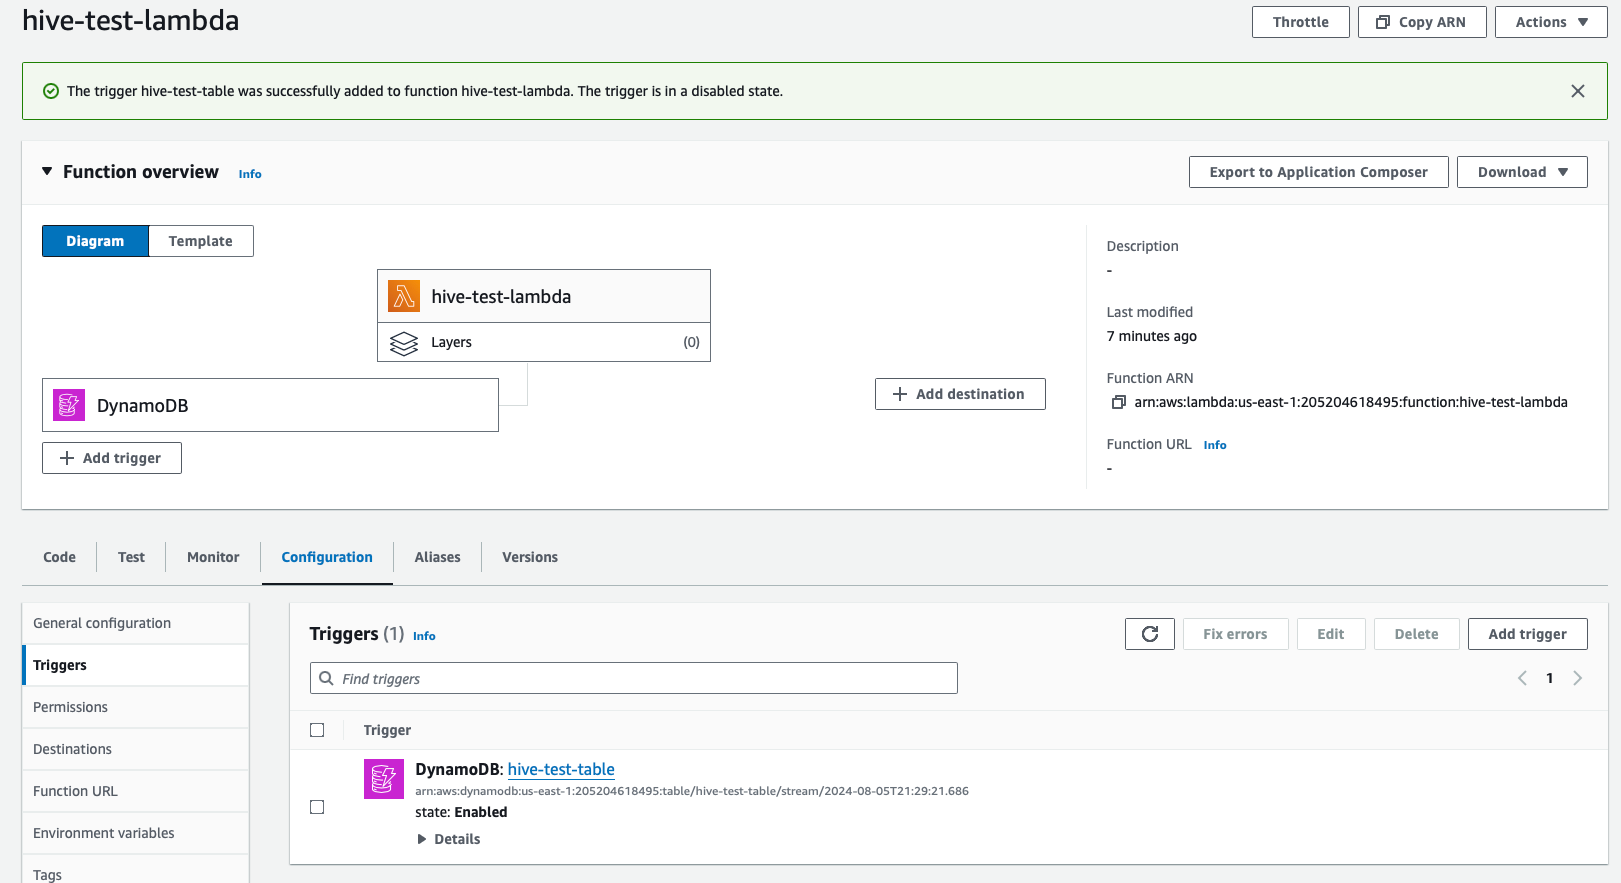 hive-test-lambda
Throttle
Copy ARN
Actions
The trigger hive-test-table was successfully added to function hive-test-lambda. The trigger is in a disabled state.
Function overview Info
Export to Application Composer
Download
Diagram
Template
hive-test-lambda
Layers (0)
DynamoDB
Add trigger
Add destination
Description
-
Last modified
7 minutes ago
Function ARN
arn:aws:lambda:us-east-1:205204618495:function:hive-test-lambda
Function URL Info
-
Code
Test
Monitor
Configuration
Aliases
Versions
General configuration
Triggers
Permissions
Destinations
Function URL
Environment variables
Tags
Triggers (1) Info
Fix errors
Edit
Delete
Add trigger
Find triggers
1
Trigger
DynamoDB: hive-test-table
arn:aws:dynamodb:us-east-1:205204618495:table/hive-test-table/stream/2024-08-05T21:29:21.686
state: Enabled
Details